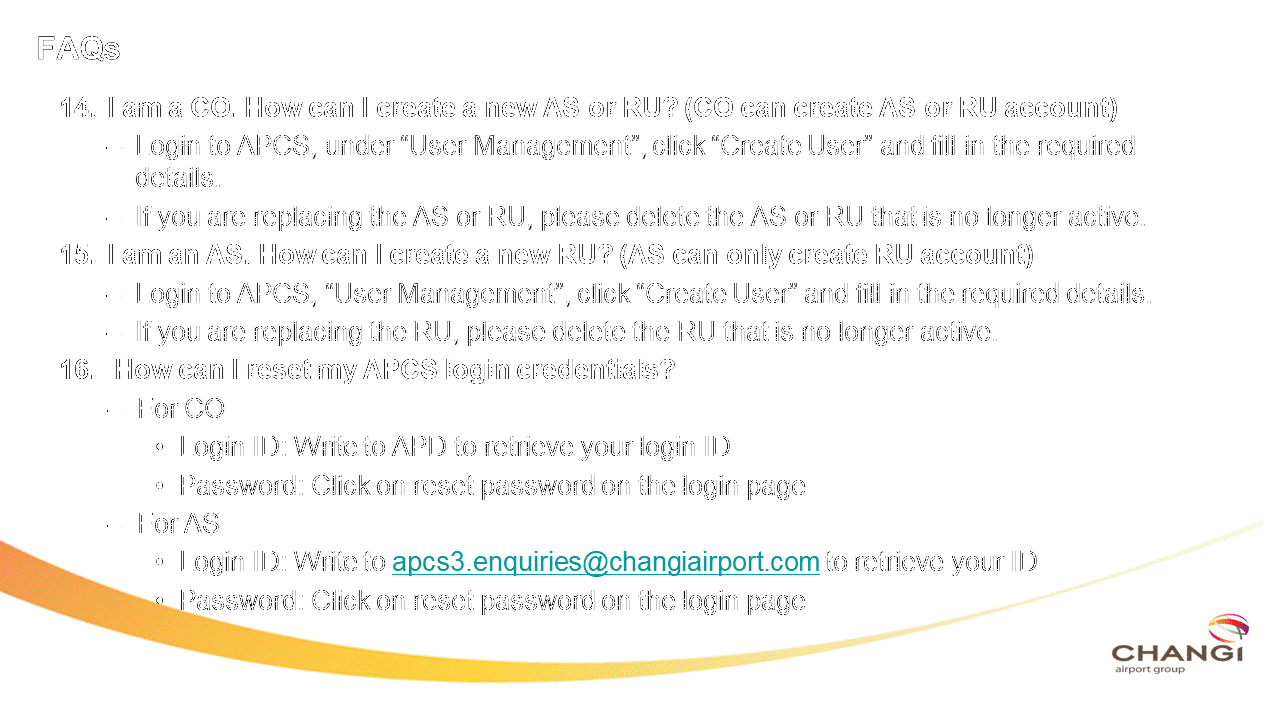 FAQs
14. I am a CO. How can I create a new AS or RU? (CO can create AS or RU account)
– Login to APCS, under “User Management”, click “Create User” and fill in the required
details.
– If you are replacing the AS or RU, please delete the AS or RU that is no longer active.
15. I am an AS. How can I create a new RU? (AS can only create RU account)
– Login to APCS, “User Management”, click “Create User” and fill in the required details.
– If you are replacing the RU, please delete the RU that is no longer active.
16. How can I reset my APCS login credentials?
– For CO
• Login ID: Write to APD to retrieve your login ID
• Password: Click on reset password on the login page
– For AS
• Login ID: Write to apcs3.enquiries@changiairport.com to retrieve your ID
• Password: Click on reset password on the login page
CHANGI
airport group